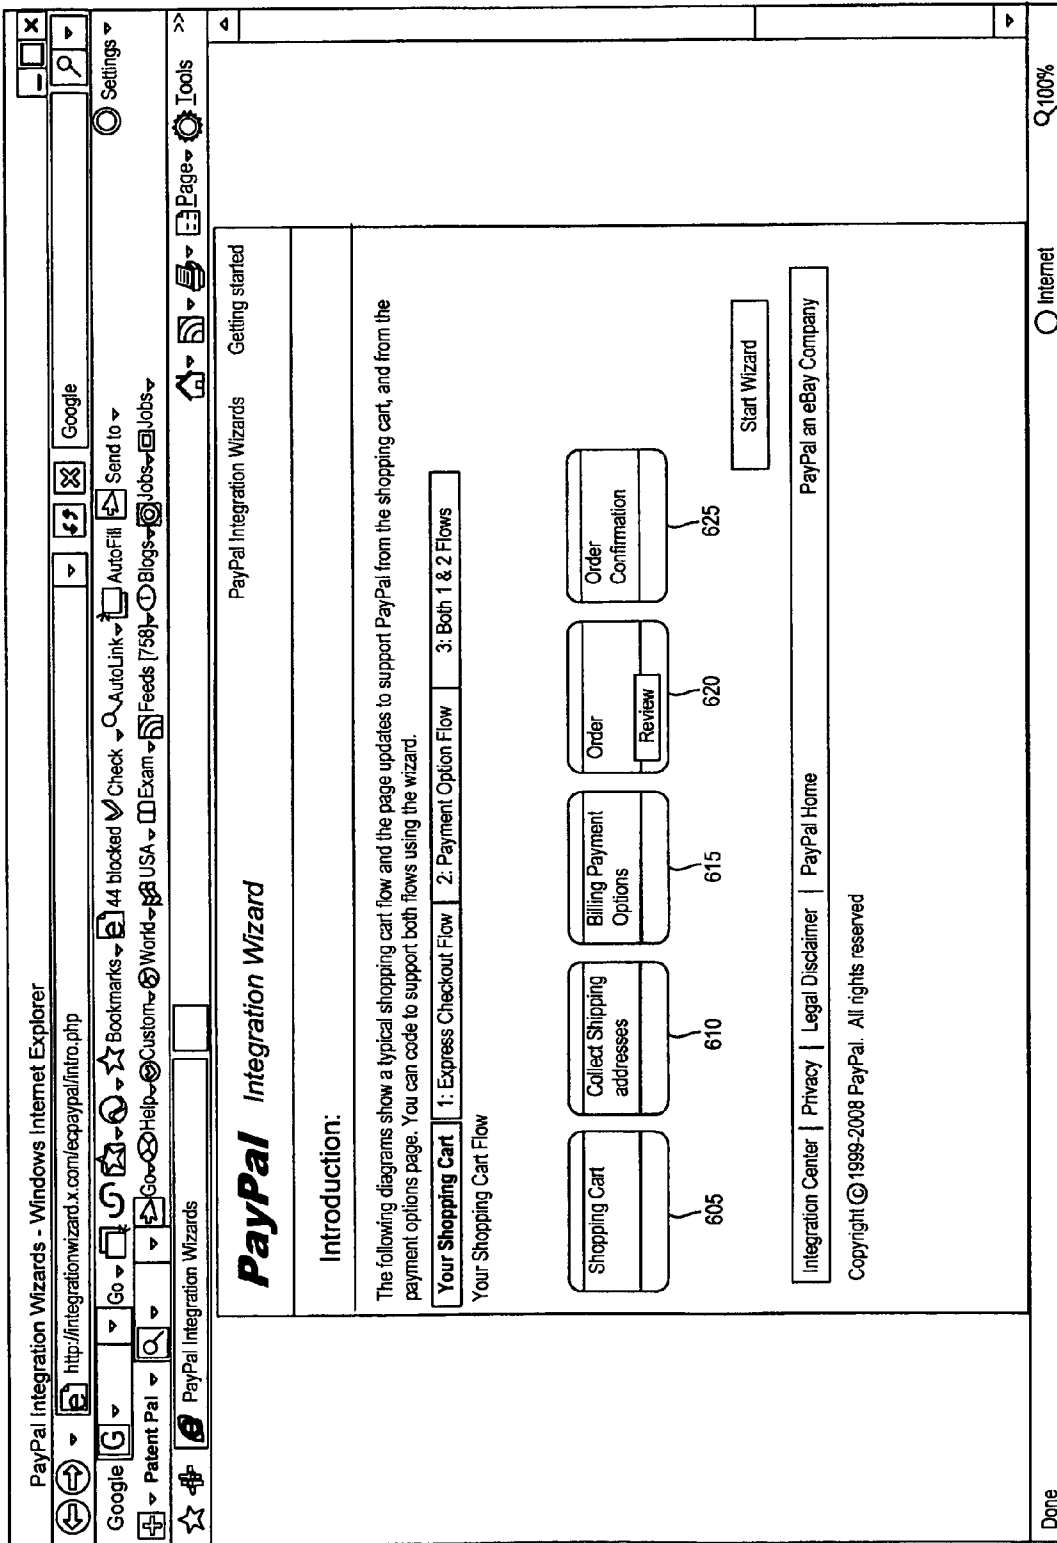 PayPal Integration Wizards - Windows Internet Explorer
http://integrationwizard.x.com/ecpaypal/intro.php
Google
Google G Go Bookmarks 44 blocked Check AutoLink AutoFill Send to Settings
Patent Pal Go Help Custom World USA Exam Feeds [758] Blogs Jobs Jobs
PayPal Integration Wizards Page Tools >>
PayPal Integration Wizard
PayPal Integration Wizards Getting started
Introduction:
The following diagrams show a typical shopping cart flow and the page updates to support PayPal from the shopping cart, and from the
payment options page. You can code to support both flows using the wizard.
Your Shopping Cart 1: Express Checkout Flow 2: Payment Option Flow 3: Both 1 & 2 Flows
Your Shopping Cart Flow
Shopping Cart
Collect Shipping
addresses
Billing Payment
Options
Order
Review
Order
Confirmation
605 610 615 620 625
Start Wizard
Integration Center | Privacy | Legal Disclaimer | PayPal Home PayPal an eBay Company
Copyright © 1999-2008 PayPal. All rights reserved
Done Internet 100%